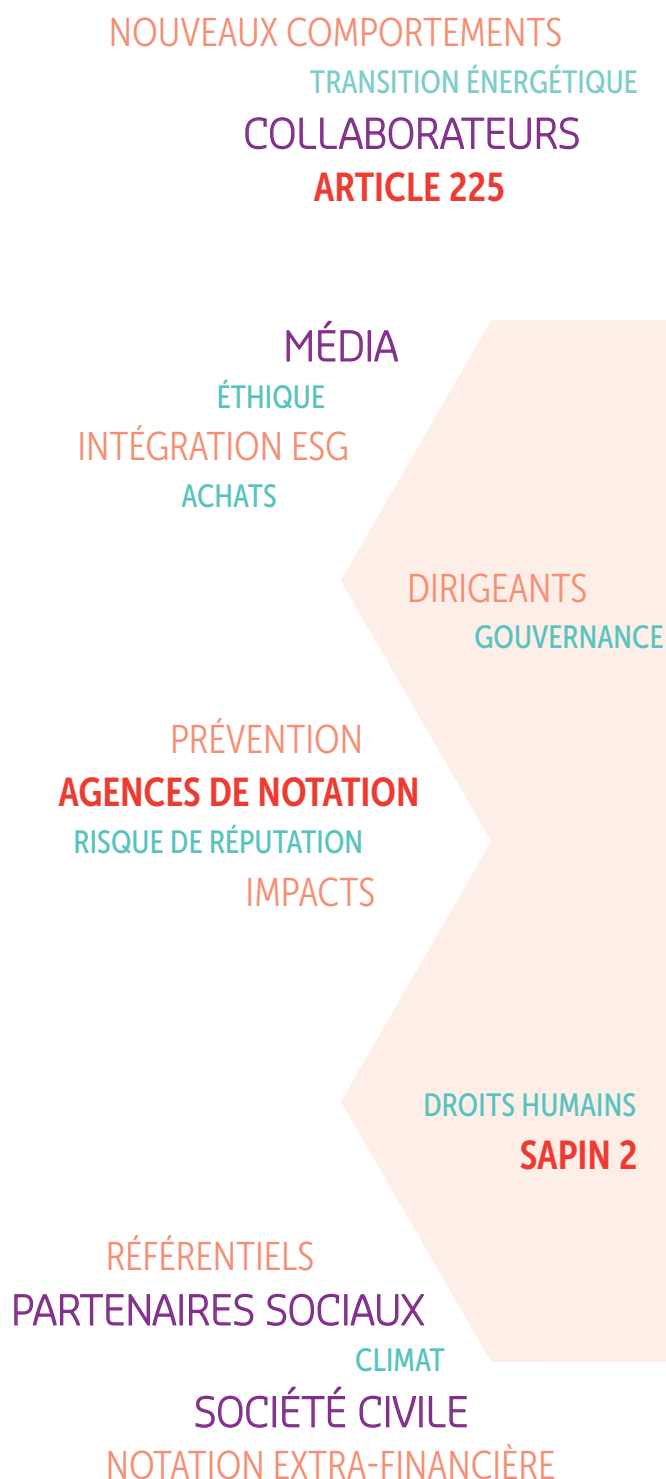 NOUVEAUX COMPORTEMENTS
TRANSITION ÉNERGÉTIQUE
COLLABORATEURS
ARTICLE 225
MÉDIA
ÉTHIQUE
INTÉGRATION ESG
ACHATS
DIRIGEANTS
GOUVERNANCE
PRÉVENTION
AGENCES DE NOTATION
RISQUE DE RÉPUTATION
IMPACTS
DROITS HUMAINS
SAPIN 2
RÉFÉRENTIELS
PARTENAIRES SOCIAUX
CLIMAT
SOCIÉTÉ CIVILE
NOTATION EXTRA-FINANCIÈRE